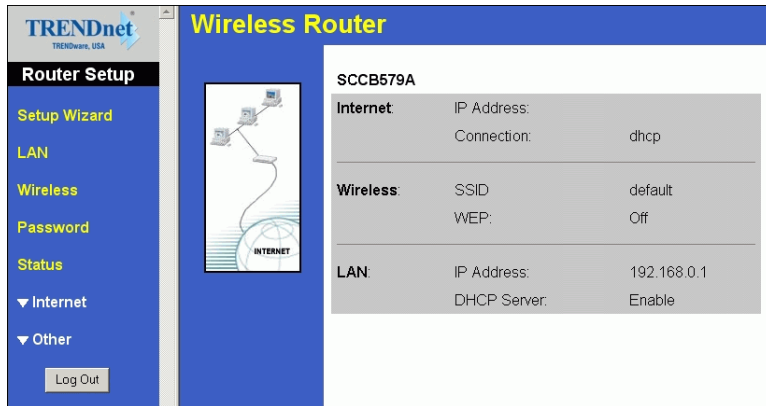 TRENDnet
TRENDware, USA
Router Setup
Setup Wizard
LAN
Wireless
Password
Status
Internet
Other
Log Out
Wireless Router
INTERNET
SCCB579A
Internet: IP Address:
Connection: dhcp
Wireless: SSID default
WEP: Off
LAN: IP Address: 192.168.0.1
DHCP Server: Enable